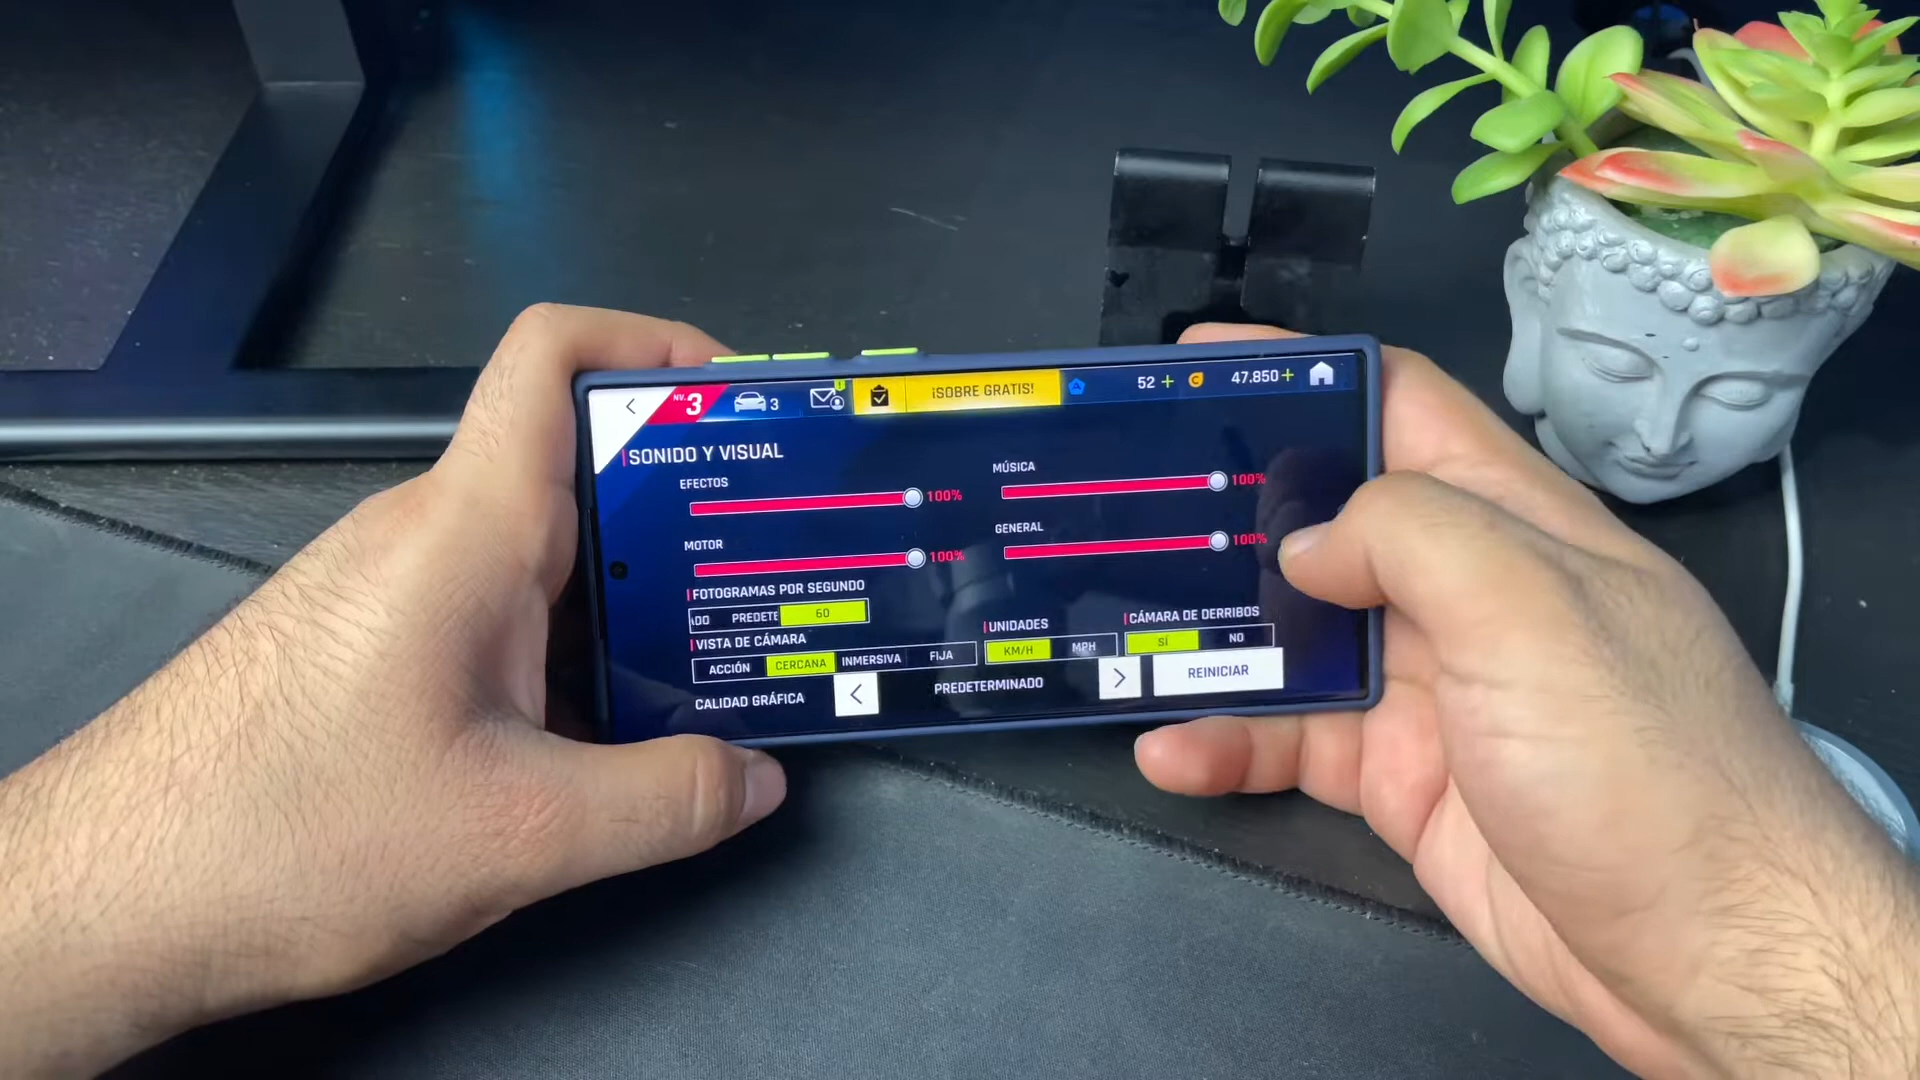 NV. 3
3
¡SOBRE GRATIS!
52 +
C
47.850 +
SONIDO Y VISUAL
EFECTOS
100%
MÚSICA
100%
MOTOR
100%
GENERAL
100%
FOTOGRAMAS POR SEGUNDO
PREDETE
60
VISTA DE CÁMARA
ACCIÓN CERCANA INMERSIVA FIJA
UNIDADES
KM/H MPH
CÁMARA DE DERRIBOS
SÍ NO
CALIDAD GRÁFICA
<
PREDETERMINADO
>
REINICIAR